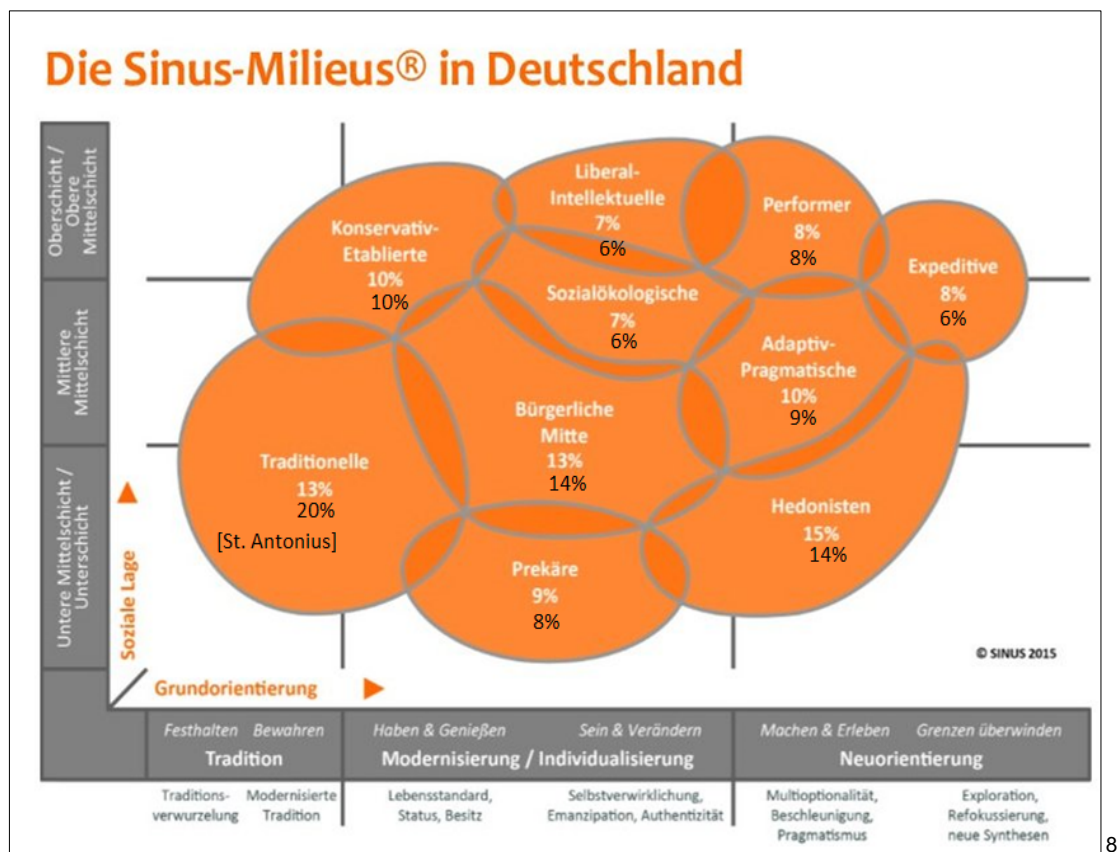 Die Sinus-Milieus® in Deutschland
Oberschicht /
Obere
Mittelschicht
Mittlere
Mittelschicht
Untere Mittelschicht /
Unterschicht
Soziale Lage
Liberal-
Intellektuelle
7%
6%
Performer
8%
8%
Konservativ-
Etablierte
10%
10%
Expeditive
8%
6%
Sozialökologische
7%
6%
Adaptiv-
Pragmatische
10%
9%
Bürgerliche
Mitte
13%
14%
Traditionelle
13%
20%
[St. Antonius]
Hedonisten
15%
14%
Prekäre
9%
8%
© SINUS 2015
Grundorientierung
Festhalten Bewahren
Tradition
Haben & Genießen Sein & Verändern
Modernisierung / Individualisierung
Machen & Erleben Grenzen überwinden
Neuorientierung
Traditions-
verwurzelung
Modernisierte
Tradition
Lebensstandard,
Status, Besitz
Selbstverwirklichung,
Emanzipation, Authentizität
Multioptionalität,
Beschleunigung,
Pragmatismus
Exploration,
Refokussierung,
neue Synthesen
8